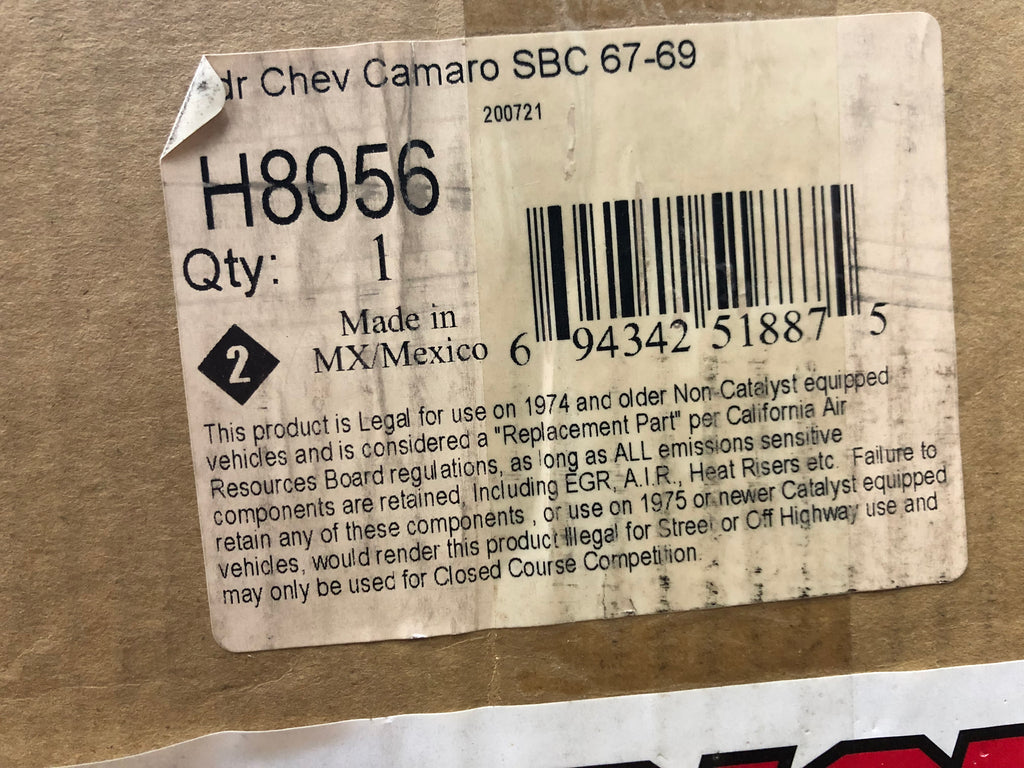 dr Chev Camaro SBC 67-69
200721
H8056
Qty: 1
Made in
MX/Mexico
2
6 94342 51887 5
This product is Legal for use on 1974 and older Non-Catalyst equipped
vehicles and is considered a "Replacement Part" per California Air
Resources Board regulations, as long as ALL emissions sensitive
components are retained, Including EGR, A.I.R., Heat Risers etc. Failure to
retain any of these components , or use on 1975 or newer Catalyst equipped
vehicles, would render this product Illegal for Street or Off Highway use and
may only be used for Closed Course Competition.